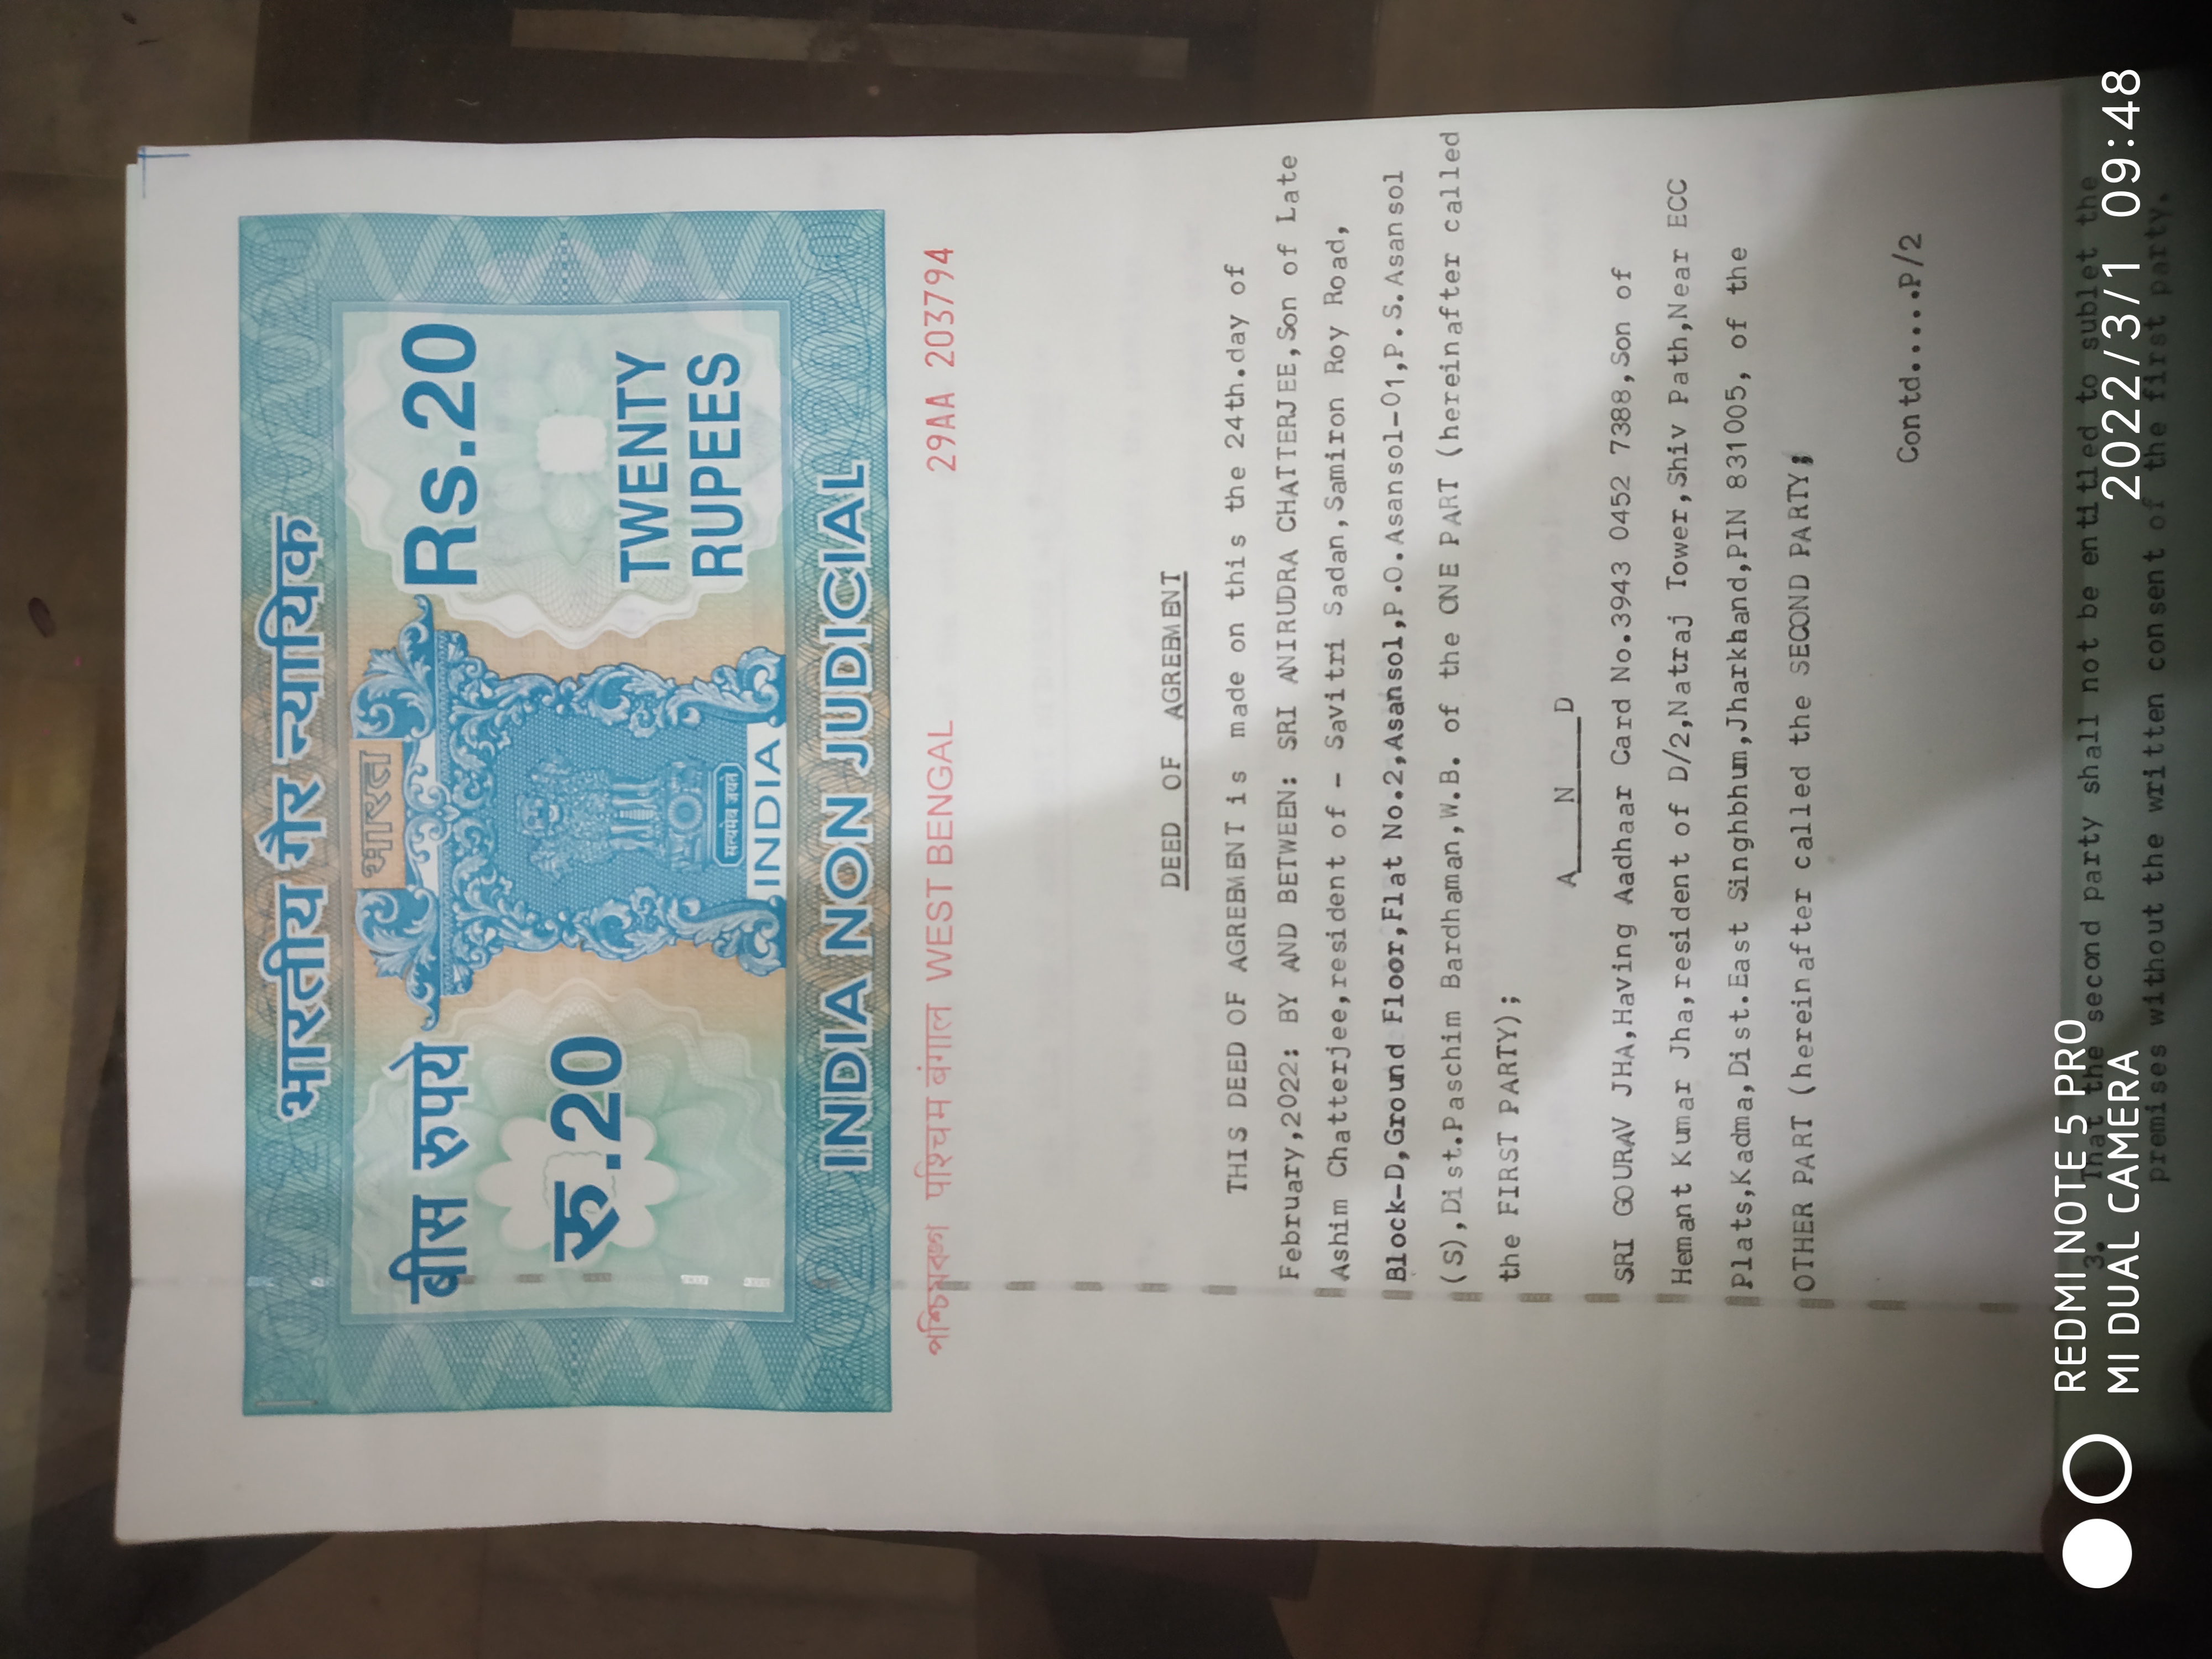 भारतीय गैर न्यायिक
भारत
बीस रुपये
रु.20
Rs.20
TWENTY
RUPEES
सत्यमेव जयते
INDIA
INDIA NON JUDICIAL
পশ্চিমবঙ্গ पश्चिम बंगाल WEST BENGAL
29AA 203794
DEED OF AGREEMENT
THIS DEED OF AGREEMENT is made on this the 24th.day of
February,2022: BY AND BETWEEN: SRI ANIRUDRA CHATTERJEE,Son of Late
Ashim Chatterjee,resident of - Savitri Sadan,Samiron Roy Road,
Block-D,Ground Floor,Flat No.2,Asansol,P.O.Asansol-01,P.S.Asansol
(S),Dist.Paschim Bardhaman,W.B. of the ONE PART (hereinafter called
the FIRST PARTY);
A N D
SRI GOURAV JHA,Having Aadhaar Card No.3943 0452 7388,Son of
Hemant Kumar Jha,resident of D/2,Natraj Tower,Shiv Path,Near ECC
Plats,Kadma,Dist.East Singhbhum,Jharkhand,PIN 831005, of the
OTHER PART (hereinafter called the SECOND PARTY;
Contd.....P/2
3. That the second party shall not be entitled to sublet the
premises without the written consent of the first party.
REDMI NOTE 5 PRO
MI DUAL CAMERA
2022/3/1 09:48